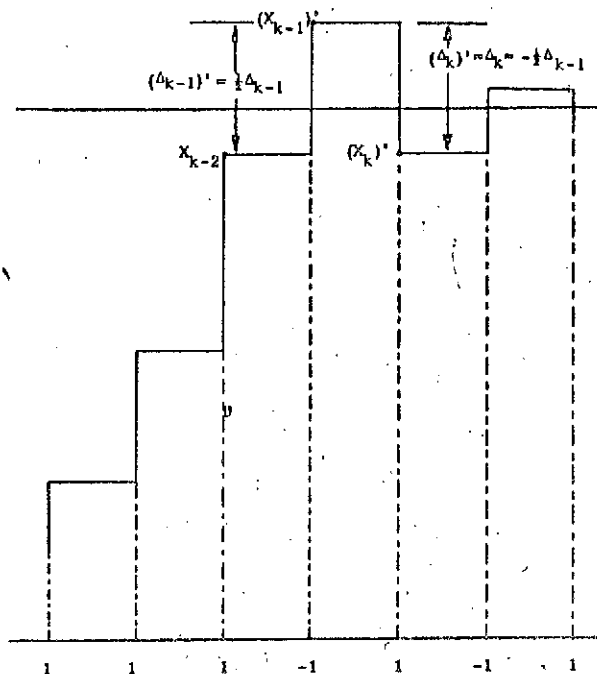 (X_{k-1})'
(Δ_k)' = Δ_k = -½Δ_{k-1}
(Δ_{k-1})' = ½Δ_{k-1}
X_{k-2}
(X_k)'
1 1 1 -1 1 -1 1